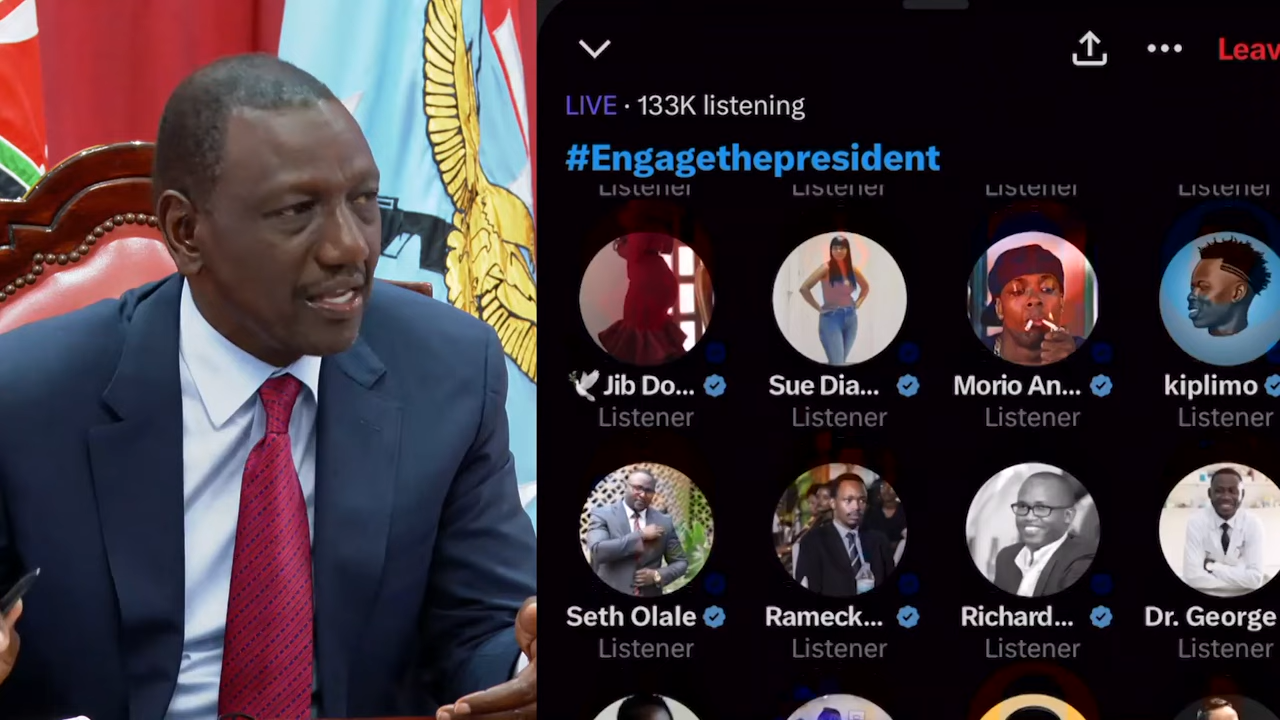 Leav
LIVE · 133K listening
#Engagethepresident
Listener Listener Listener Listener
🕊 Jib Do... Sue Dia... Morio An... kiplimo
Listener Listener Listener Listener
Seth Olale Rameck... Richard... Dr. George
Listener Listener Listener Listener